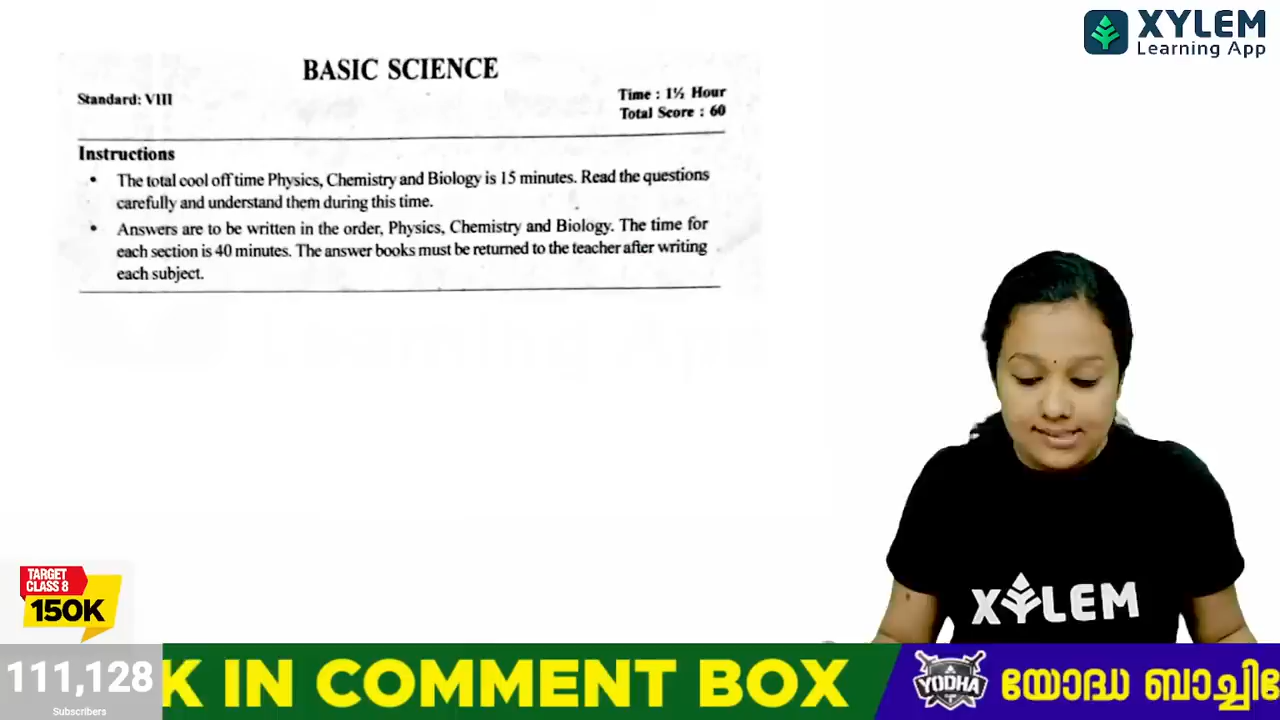 XYLEM
Learning App
BASIC SCIENCE
Standard: VIII
Time : 1½ Hour
Total Score : 60
Instructions
• The total cool off time Physics, Chemistry and Biology is 15 minutes. Read the questions
carefully and understand them during this time.
• Answers are to be written in the order, Physics, Chemistry and Biology. The time for
each section is 40 minutes. The answer books must be returned to the teacher after writing
each subject.
XYLEM
TARGET
CLASS 8
150K
111,128
Subscribers
K IN COMMENT BOX
YODHA
യോദ്ധ